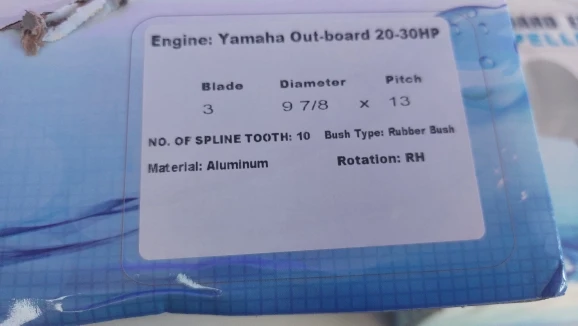 Engine: Yamaha Out-board 20-30HP
Blade Diameter Pitch
3 9 7/8 x 13
NO. OF SPLINE TOOTH: 10 Bush Type: Rubber Bush
Material: Aluminum Rotation: RH